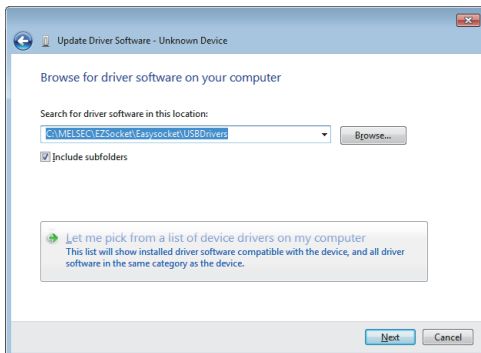 Update Driver Software - Unknown Device
Browse for driver software on your computer
Search for driver software in this location:
C:\MELSEC\EZSocket\Easysocket\USBDrivers
Browse...
Include subfolders
Let me pick from a list of device drivers on my computer
This list will show installed driver software compatible with the device, and all driver
software in the same category as the device.
Next
Cancel